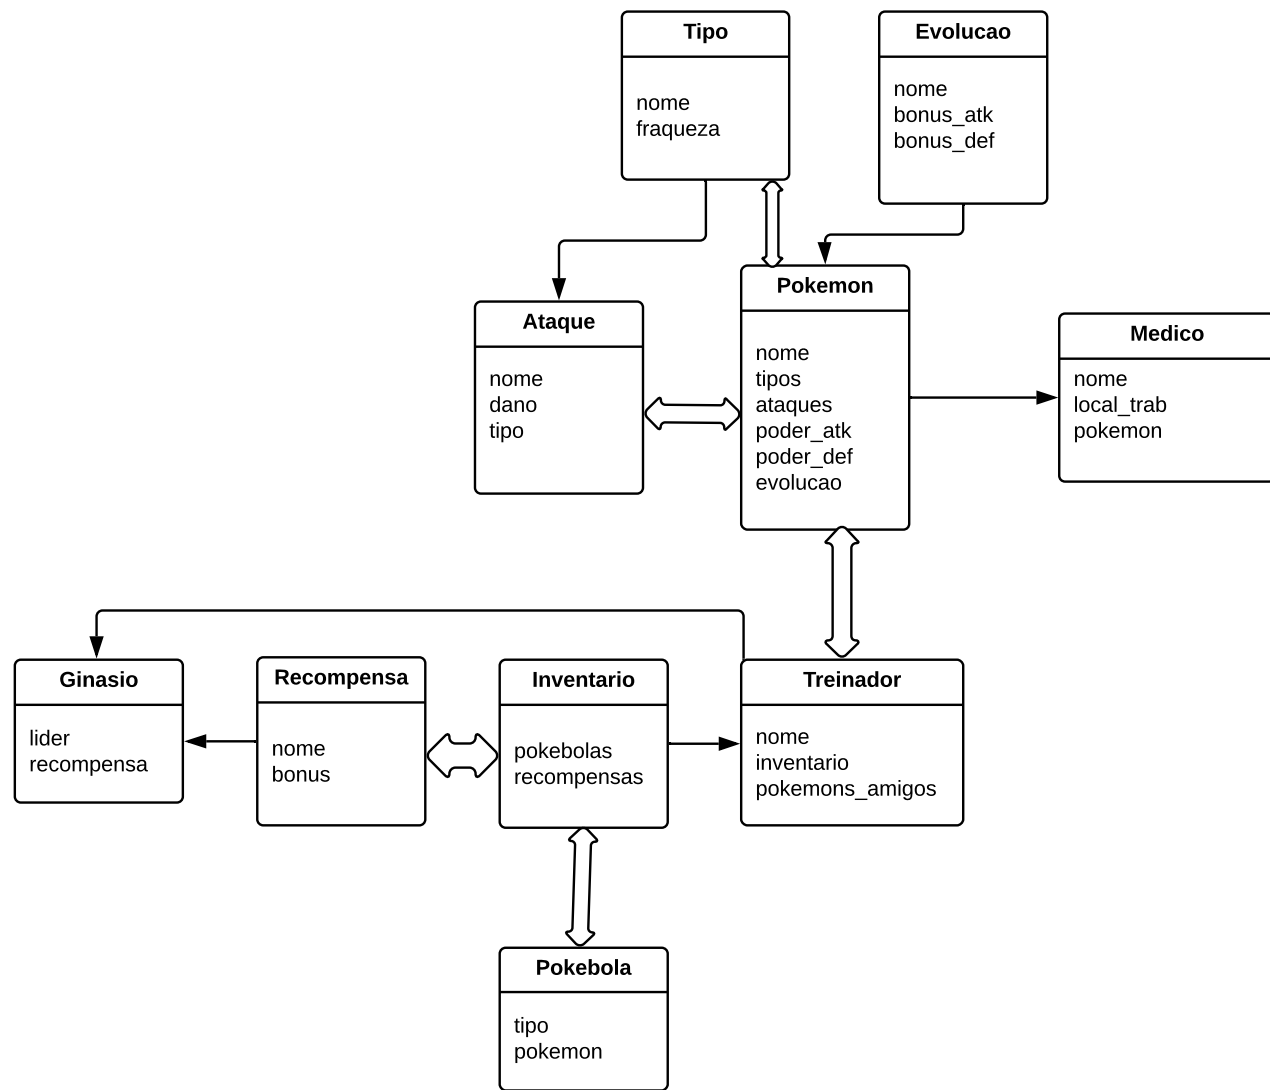 Tipo
nome
fraqueza
Evolucao
nome
bonus_atk
bonus_def
Ataque
nome
dano
tipo
Pokemon
nome
tipos
ataques
poder_atk
poder_def
evolucao
Medico
nome
local_trab
pokemon
Ginasio
lider
recompensa
Recompensa
nome
bonus
Inventario
pokebolas
recompensas
Treinador
nome
inventario
pokemons_amigos
Pokebola
tipo
pokemon